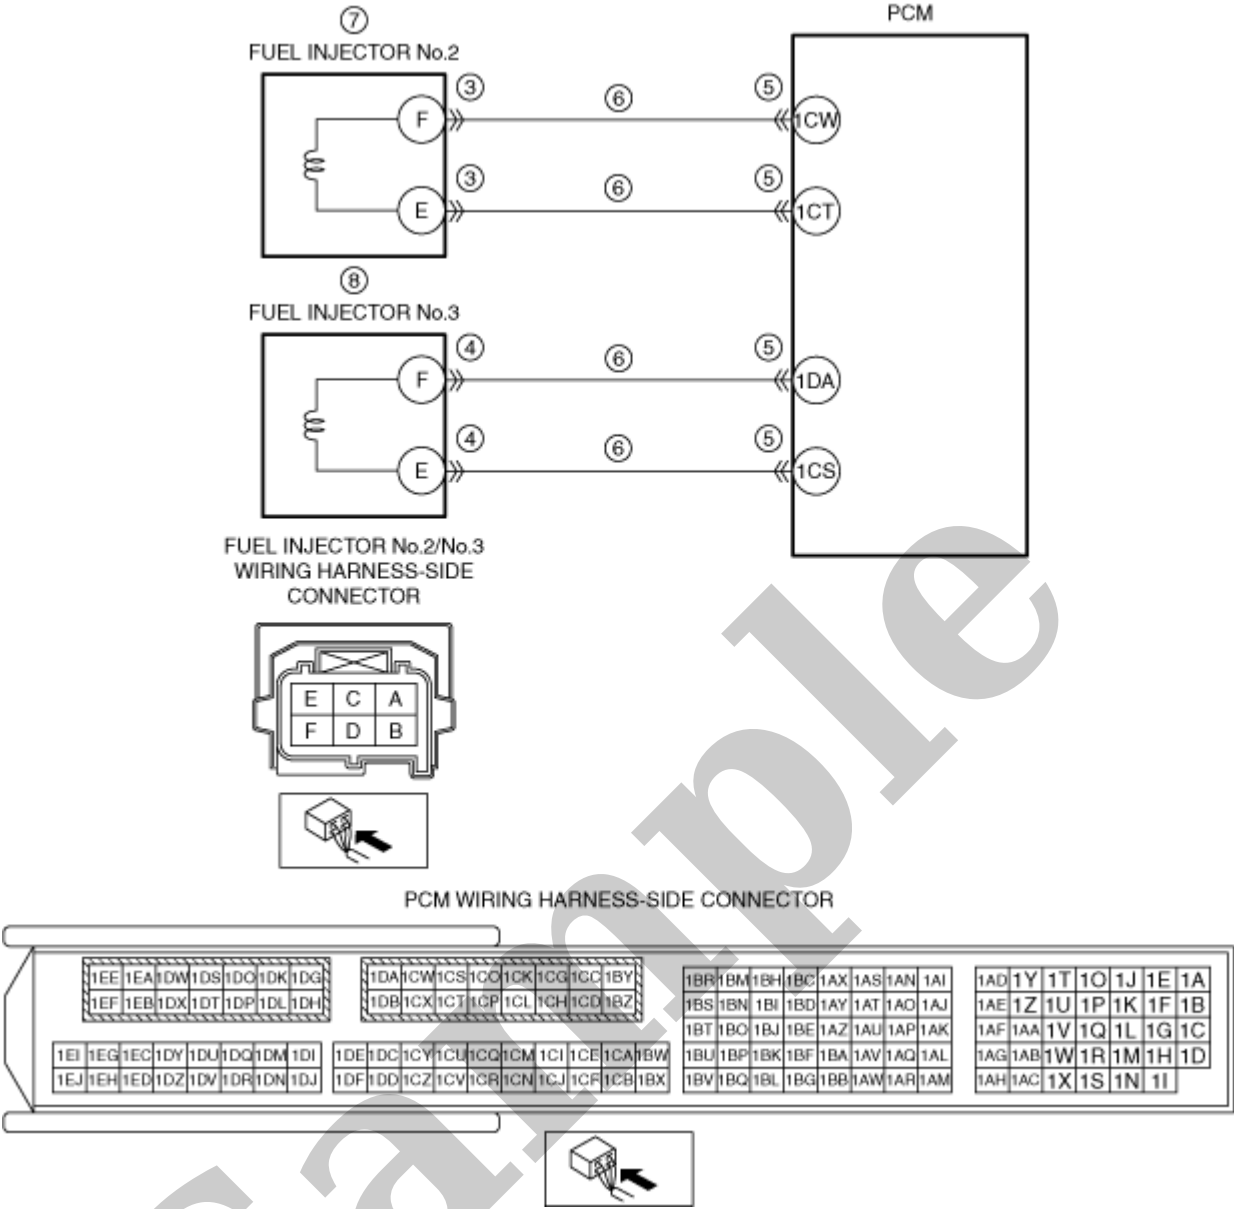 PCM
⑦
FUEL INJECTOR No.2
③ ⑥ ⑤
F 1CW
③ ⑥ ⑤
E 1CT
⑧
FUEL INJECTOR No.3
④ ⑥ ⑤
F 1DA
④ ⑥ ⑤
E 1CS
FUEL INJECTOR No.2/No.3
WIRING HARNESS-SIDE
CONNECTOR
E C A
F D B
PCM WIRING HARNESS-SIDE CONNECTOR
1EE 1EA 1DW 1DS 1DO 1DK 1DG 1DA 1CW 1CS 1CO 1CK 1CG 1CC 1BY 1BR 1BM 1BH 1BC 1AX 1AS 1AN 1AI 1AD 1Y 1T 1O 1J 1E 1A
1EF 1EB 1DX 1DT 1DP 1DL 1DH 1DB 1CX 1CT 1CP 1CL 1CH 1CD 1BZ 1BS 1BN 1BI 1BD 1AY 1AT 1AO 1AJ 1AE 1Z 1U 1P 1K 1F 1B
1BT 1BO 1BJ 1BE 1AZ 1AU 1AP 1AK 1AF 1AA 1V 1Q 1L 1G 1C
1EI 1EG 1EC 1DY 1DU 1DQ 1DM 1DI 1DE 1DC 1CY 1CU 1CQ 1CM 1CI 1CE 1CA 1BW 1BU 1BP 1BK 1BF 1BA 1AV 1AQ 1AL 1AG 1AB 1W 1R 1M 1H 1D
1EJ 1EH 1ED 1DZ 1DV 1DR 1DN 1DJ 1DF 1DD 1CZ 1CV 1CR 1CN 1CJ 1CF 1CB 1BX 1BV 1BQ 1BL 1BG 1BB 1AW 1AR 1AM 1AH 1AC 1X 1S 1N 1I
Sample